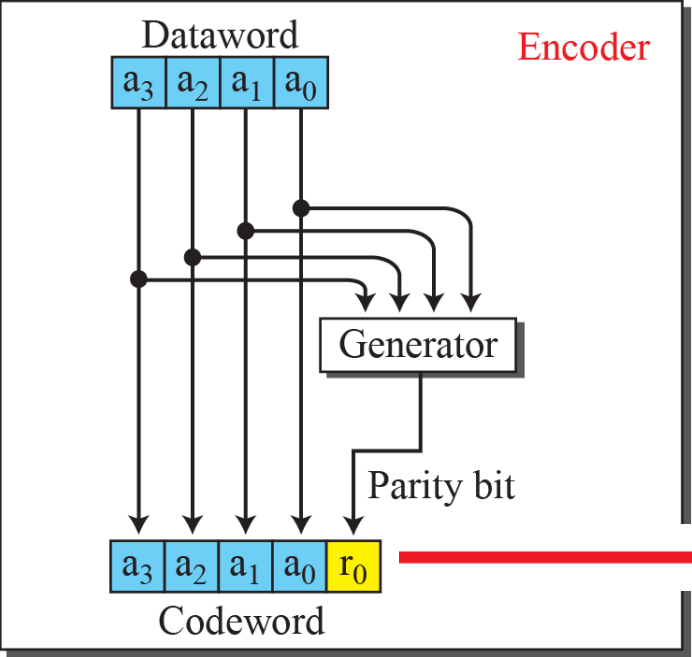 Dataword
Encoder
a3 a2 a1 a0
Generator
Parity bit
a3 a2 a1 a0 r0
Codeword